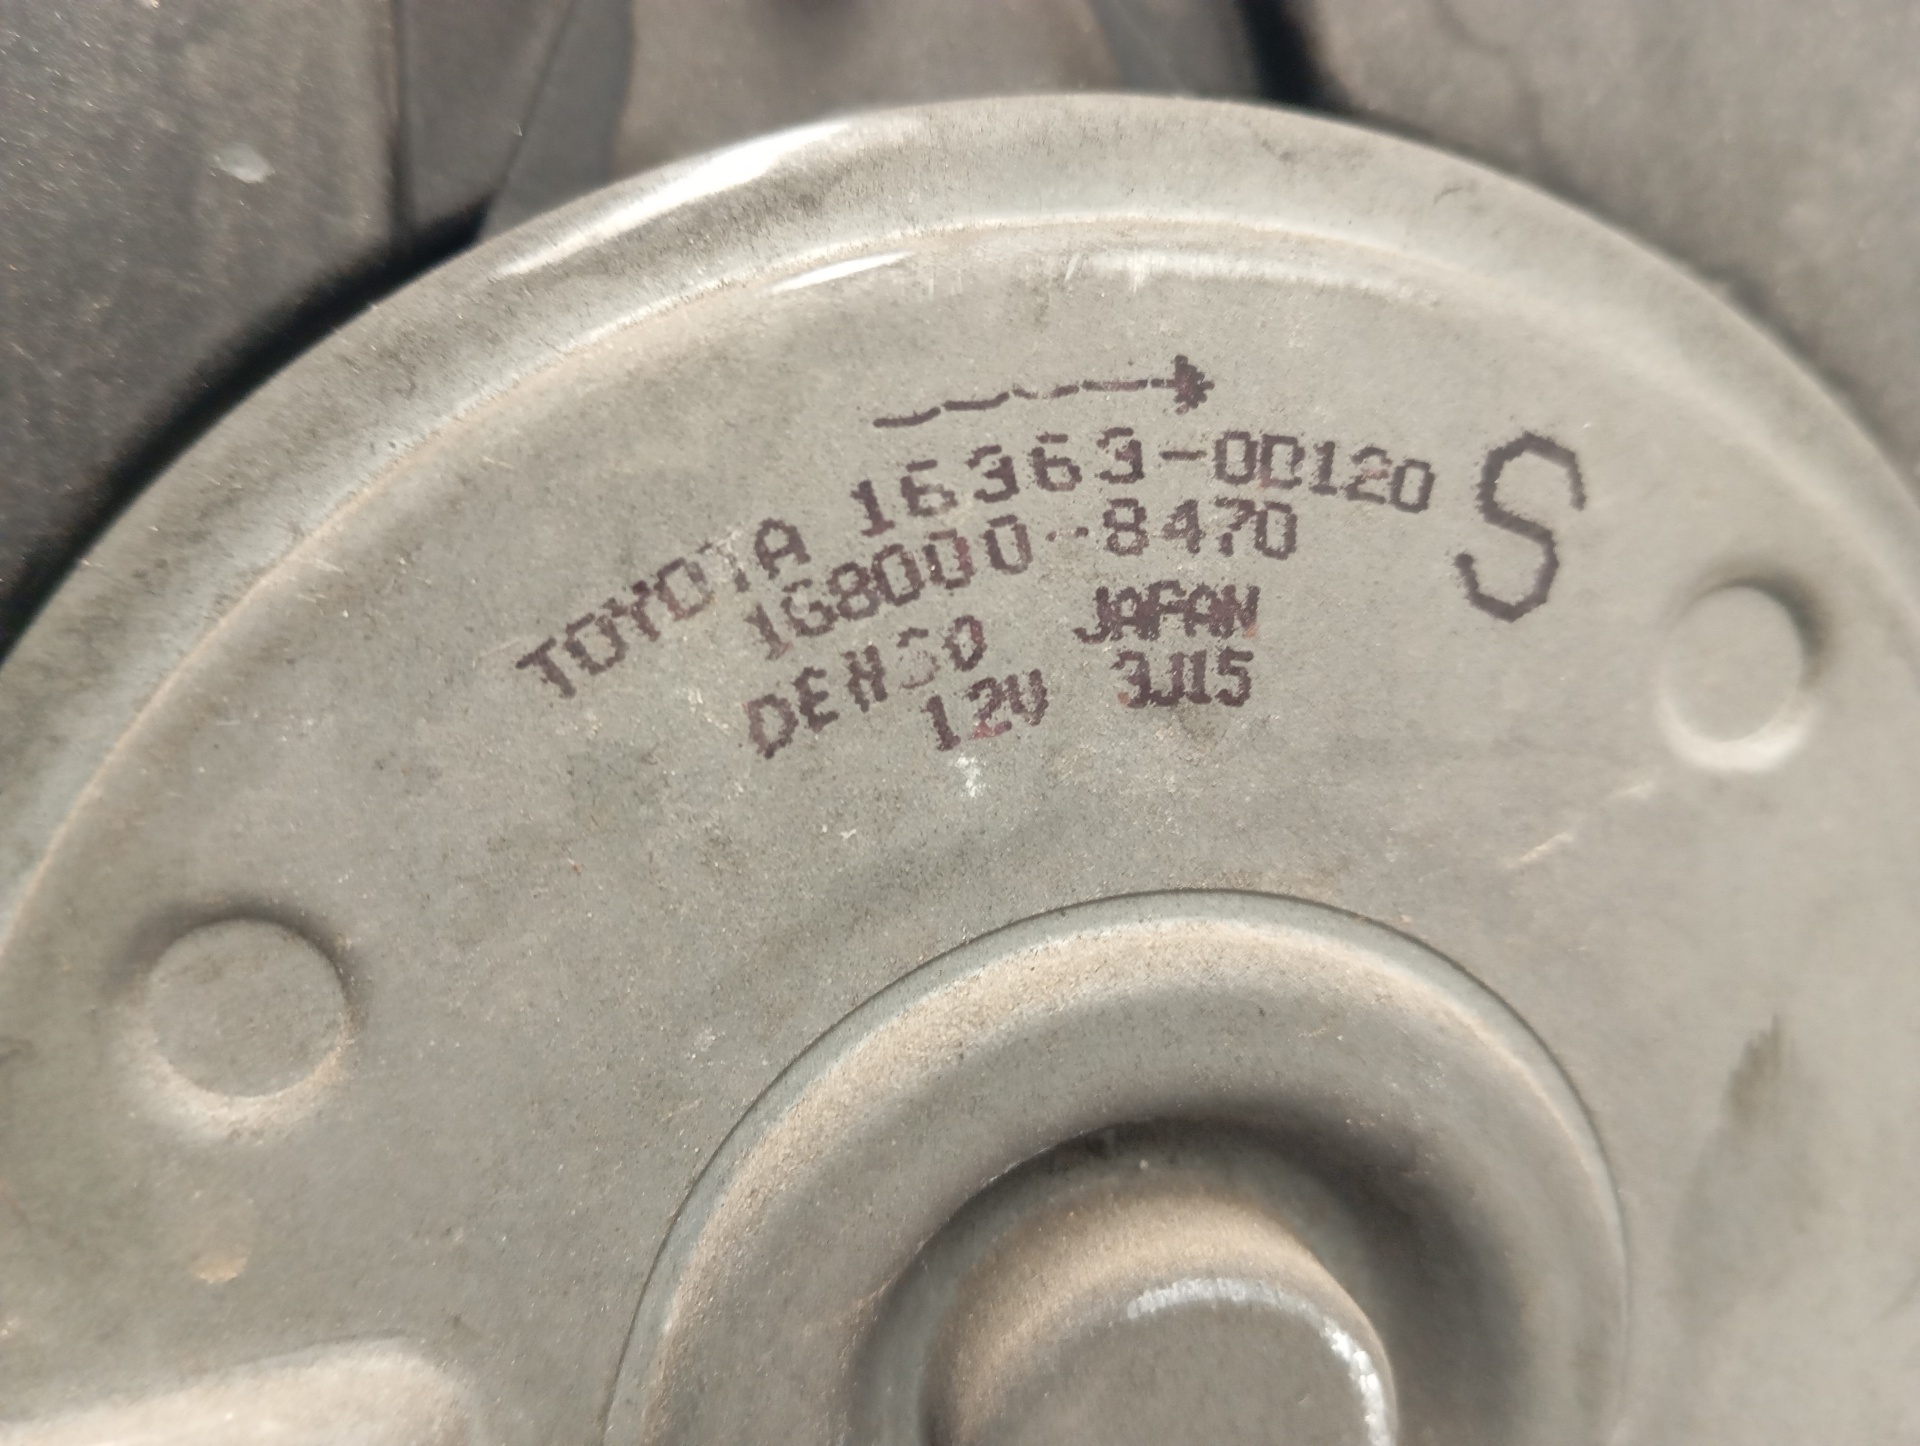 TOYOTA 16363-0D120 S
168000-8470
DENSO JAPAN
12V 3J15